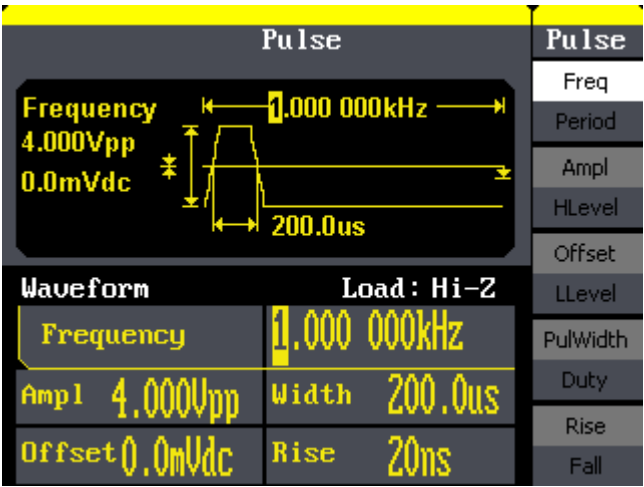 Pulse
Frequency 1.000 000kHz
4.000Vpp
0.0mVdc
200.0us
Waveform Load: Hi-Z
Frequency 1.000 000kHz
Ampl 4.000Vpp Width 200.0us
Offset 0.0mVdc Rise 20ns
Pulse
Freq
Period
Ampl
HLevel
Offset
LLevel
PulWidth
Duty
Rise
Fall